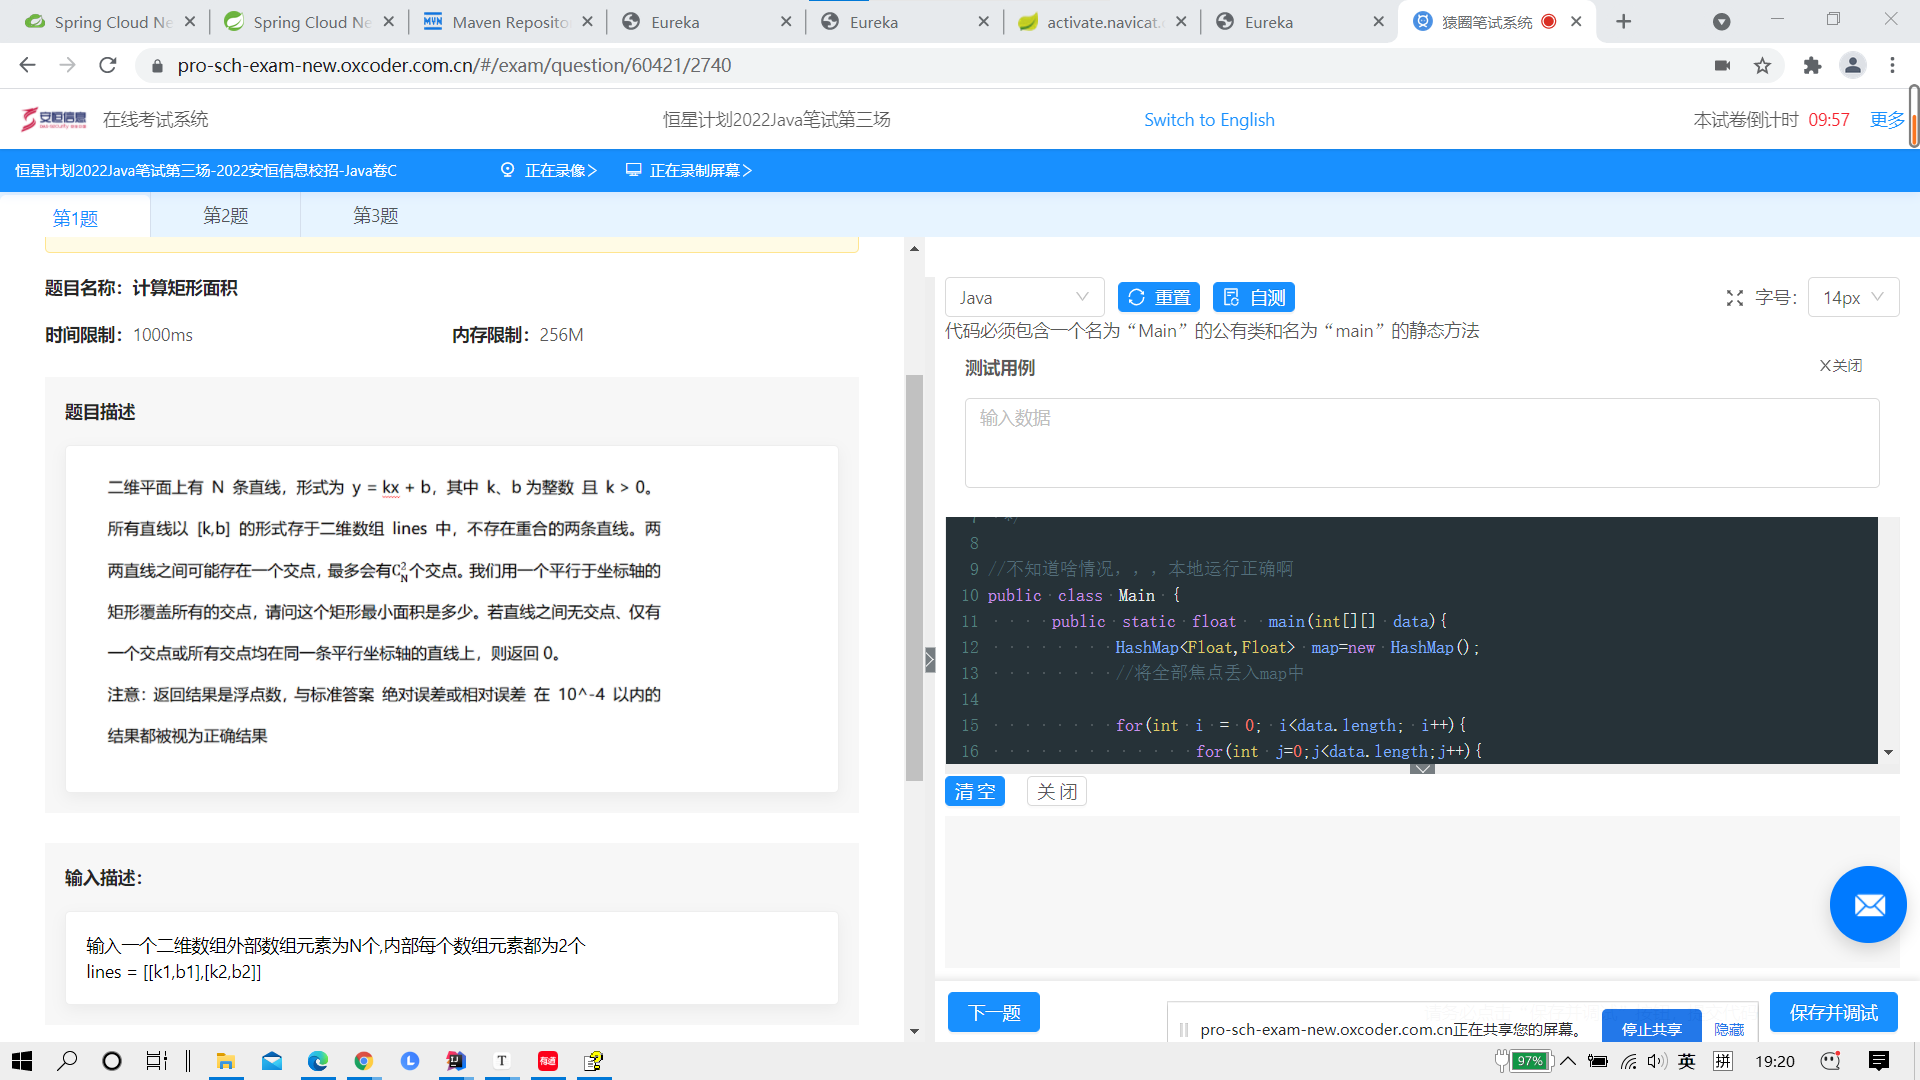 Spring Cloud Ne
Spring Cloud Ne
MVN Maven Reposito
Eureka
Eureka
activate.navicat.c
Eureka
猿圈笔试系统
pro-sch-exam-new.oxcoder.com.cn/#/exam/question/60421/2740
安恒信息 在线考试系统
恒星计划2022Java笔试第三场
Switch to English
本试卷倒计时 09:57 更多
恒星计划2022Java笔试第三场-2022安恒信息校招-Java卷C
正在录像>
正在录制屏幕>
第1题
第2题
第3题
题目名称：计算矩形面积
时间限制：1000ms
内存限制：256M
题目描述
二维平面上有 N 条直线，形式为 y = kx + b，其中 k、b 为整数 且 k > 0。
所有直线以 [k,b] 的形式存于二维数组 lines 中，不存在重合的两条直线。两
两直线之间可能存在一个交点，最多会有C²N个交点。我们用一个平行于坐标轴的
矩形覆盖所有的交点，请问这个矩形最小面积是多少。若直线之间无交点、仅有
一个交点或所有交点均在同一条平行坐标轴的直线上，则返回 0。
注意：返回结果是浮点数，与标准答案 绝对误差或相对误差 在 10^-4 以内的
结果都被视为正确结果
输入描述：
输入一个二维数组外部数组元素为N个,内部每个数组元素都为2个
lines = [[k1,b1],[k2,b2]]
Java
重置
自测
字号：
14px
代码必须包含一个名为“Main”的公有类和名为“main”的静态方法
测试用例
X关闭
输入数据
7 */
8
9 //不知道啥情况，，，本地运行正确啊
10 public class Main {
11 public static float main(int[][] data){
12 HashMap<Float,Float> map=new HashMap();
13 //将全部焦点丢入map中
14
15 for(int i = 0; i<data.length; i++){
16 for(int j=0;j<data.length;j++){
清空
关闭
下一题
pro-sch-exam-new.oxcoder.com.cn正在共享您的屏幕。
停止共享
隐藏
保存并调试
97%
英
拼
19:20